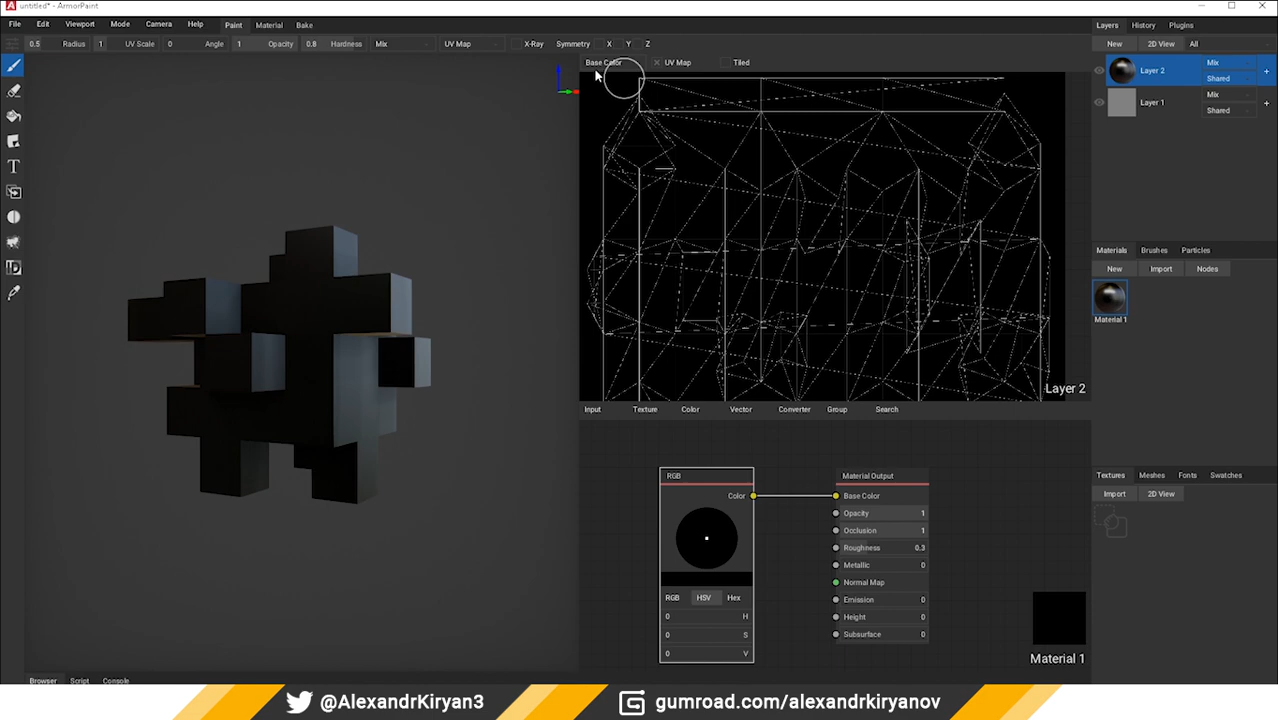 untitled* - ArmorPaint
File Edit Viewport Mode Camera Help Paint Material Bake
0.5 Radius 1 UV Scale 0 Angle 1 Opacity 0.8 Hardness Mix UV Map X-Ray Symmetry X Y Z
Base Color UV Map Tiled
Layer 2
Input Texture Color Vector Converter Group Search
RGB
Color
RGB HSV Hex
0 H
0 S
0 V
Material Output
Base Color
Opacity 1
Occlusion 1
Roughness 0.3
Metallic 0
Normal Map
Emission 0
Height 0
Subsurface 0
Material 1
Layers History Plugins
New 2D View All
Layer 2 Mix
Shared +
Layer 1 Mix
Shared +
Materials Brushes Particles
New Import Nodes
Material 1
Textures Meshes Fonts Swatches
Import 2D View
Browser Script Console
@AlexandrKiryan3 gumroad.com/alexandrkiryanov